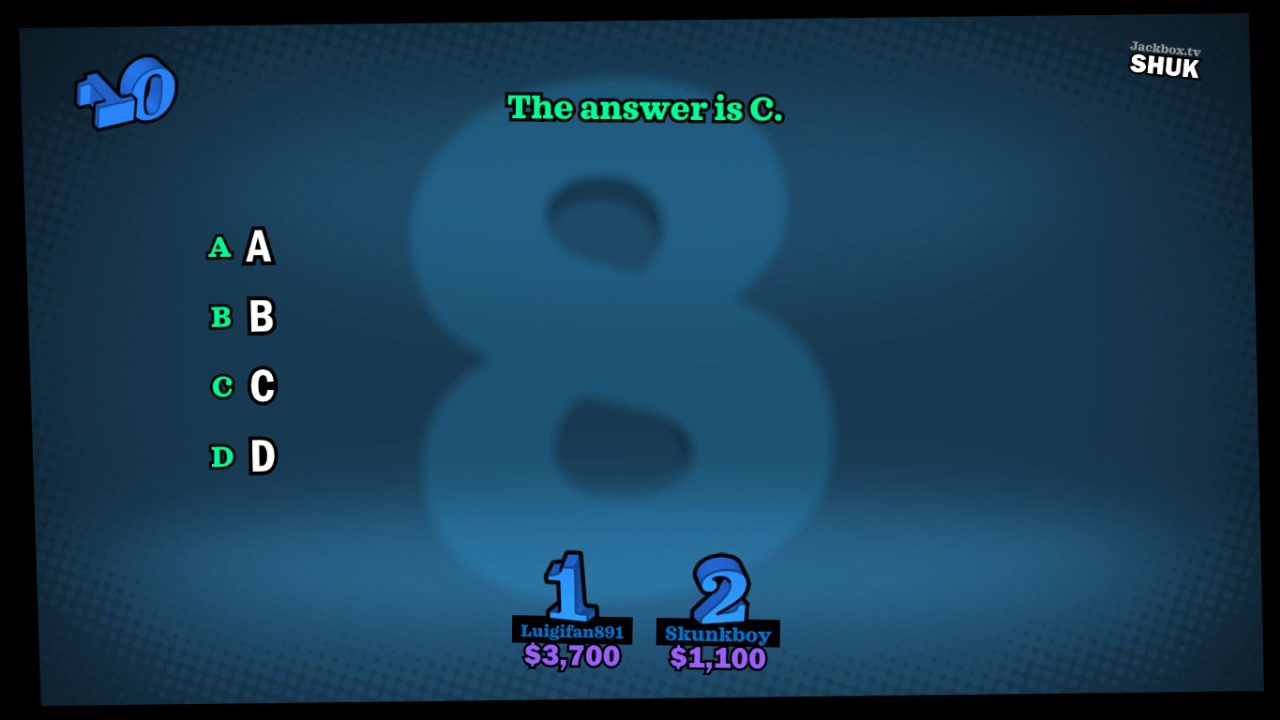 10
Jackbox.tv
SHUK
The answer is C.
8
A A
B B
C C
D D
1 2
Luigifan891 Skunkboy
$3,700 $1,100